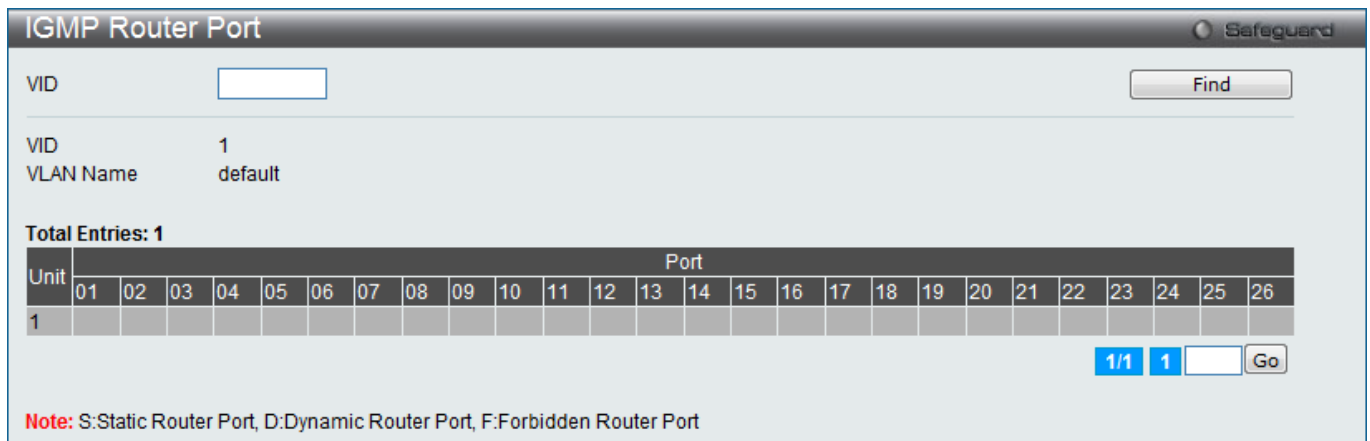 IGMP Router Port Safeguard
VID Find
VID 1
VLAN Name default
Total Entries: 1
Unit Port
01 02 03 04 05 06 07 08 09 10 11 12 13 14 15 16 17 18 19 20 21 22 23 24 25 26
1
1/1 1 Go
Note: S:Static Router Port, D:Dynamic Router Port, F:Forbidden Router Port